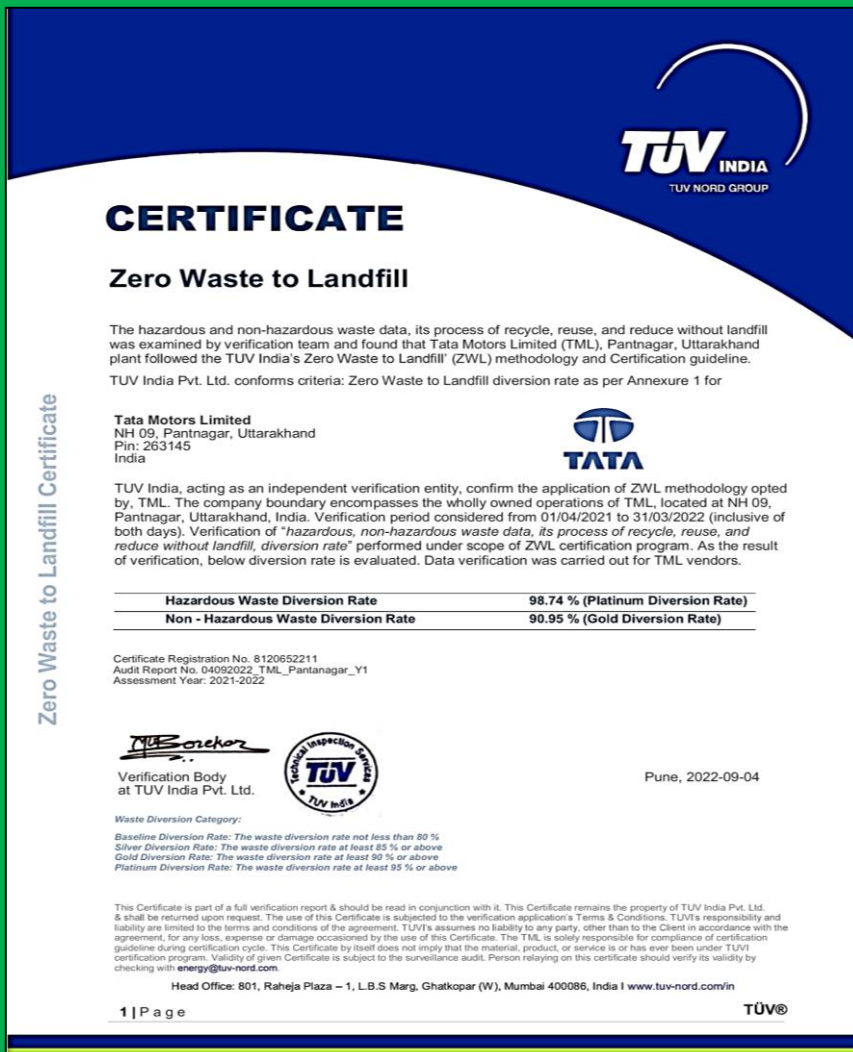 TÜV INDIA
TUV NORD GROUP
CERTIFICATE
Zero Waste to Landfill
The hazardous and non-hazardous waste data, its process of recycle, reuse, and reduce without landfill
was examined by verification team and found that Tata Motors Limited (TML), Pantnagar, Uttarakhand
plant followed the TUV India's Zero Waste to Landfill' (ZWL) methodology and Certification guideline.
TUV India Pvt. Ltd. conforms criteria: Zero Waste to Landfill diversion rate as per Annexure 1 for
Tata Motors Limited
NH 09, Pantnagar, Uttarakhand
Pin: 263145
India
TATA
TUV India, acting as an independent verification entity, confirm the application of ZWL methodology opted
by, TML. The company boundary encompasses the wholly owned operations of TML, located at NH 09,
Pantnagar, Uttarakhand, India. Verification period considered from 01/04/2021 to 31/03/2022 (inclusive of
both days). Verification of "hazardous, non-hazardous waste data, its process of recycle, reuse, and
reduce without landfill, diversion rate" performed under scope of ZWL certification program. As the result
of verification, below diversion rate is evaluated. Data verification was carried out for TML vendors.
Hazardous Waste Diversion Rate 98.74 % (Platinum Diversion Rate)
Non - Hazardous Waste Diversion Rate 90.95 % (Gold Diversion Rate)
Certificate Registration No. 8120652211
Audit Report No. 04092022_TML_Pantanagar_Y1
Assessment Year: 2021-2022
Technical Inspection Services
TÜV
TUV India
Verification Body
at TUV India Pvt. Ltd.
Pune, 2022-09-04
Waste Diversion Category:
Baseline Diversion Rate: The waste diversion rate not less than 80 %
Silver Diversion Rate: The waste diversion rate at least 85 % or above
Gold Diversion Rate: The waste diversion rate at least 90 % or above
Platinum Diversion Rate: The waste diversion rate at least 95 % or above
This Certificate is part of a full verification report & should be read in conjunction with it. This Certificate remains the property of TUV India Pvt. Ltd.
& shall be returned upon request. The use of this Certificate is subjected to the verification application's Terms & Conditions. TUVI's responsibility and
liability are limited to the terms and conditions of the agreement. TUVI's assumes no liability to any party, other than to the Client in accordance with the
agreement, for any loss, expense or damage occasioned by the use of this Certificate. The TML is solely responsible for compliance of certification
guideline during certification cycle. This Certificate by itself does not imply that the material, product, or service is or has ever been under TUVI
certification program. Validity of given Certificate is subject to the surveillance audit. Person relaying on this certificate should verify its validity by
checking with energy@tuv-nord.com.
Head Office: 801, Raheja Plaza – 1, L.B.S Marg, Ghatkopar (W), Mumbai 400086, India I www.tuv-nord.com/in
1 | P a g e
TÜV®
Zero Waste to Landfill Certificate